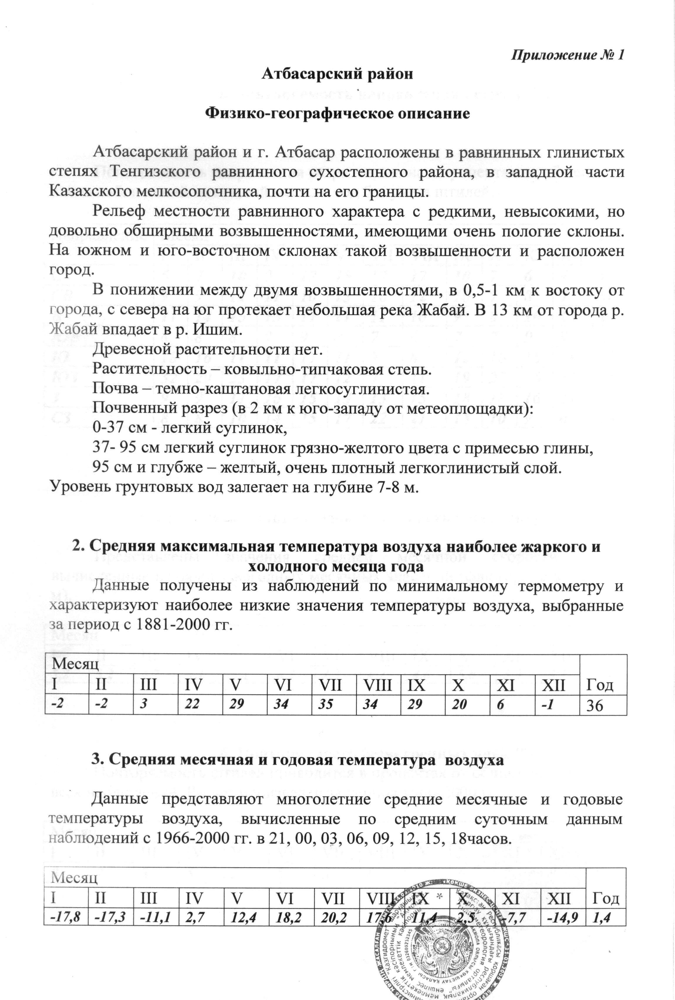 Приложение № 1
Атбасарский район
Физико-географическое описание
Атбасарский район и г. Атбасар расположены в равнинных глинистых
степях Тенгизского равнинного сухостепного района, в западной части
Казахского мелкосопочника, почти на его границы.
Рельеф местности равнинного характера с редкими, невысокими, но
довольно обширными возвышенностями, имеющими очень пологие склоны.
На южном и юго-восточном склонах такой возвышенности и расположен
город.
В понижении между двумя возвышенностями, в 0,5-1 км к востоку от
города, с севера на юг протекает небольшая река Жабай. В 13 км от города р.
Жабай впадает в р. Ишим.
Древесной растительности нет.
Растительность – ковыльно-типчаковая степь.
Почва – темно-каштановая легкосуглинистая.
Почвенный разрез (в 2 км к юго-западу от метеоплощадки):
0-37 см - легкий суглинок,
37- 95 см легкий суглинок грязно-желтого цвета с примесью глины,
95 см и глубже – желтый, очень плотный легкоглинистый слой.
Уровень грунтовых вод залегает на глубине 7-8 м.
2. Средняя максимальная температура воздуха наиболее жаркого и
холодного месяца года
Данные получены из наблюдений по минимальному термометру и
характеризуют наиболее низкие значения температуры воздуха, выбранные
за период с 1881-2000 гг.
Месяц
I II III IV V VI VII VIII IX X XI XII Год
-2 -2 3 22 29 34 35 34 29 20 6 -1 36
3. Средняя месячная и годовая температура воздуха
Данные представляют многолетние средние месячные и годовые
температуры воздуха, вычисленные по средним суточным данным
наблюдений с 1966-2000 гг. в 21, 00, 03, 06, 09, 12, 15, 18часов.
Месяц
I II III IV V VI VII VIII IX X XI XII Год
-17,8 -17,3 -11,1 2,7 12,4 18,2 20,2 17,6 11,4 2,5 -7,7 -14,9 1,4